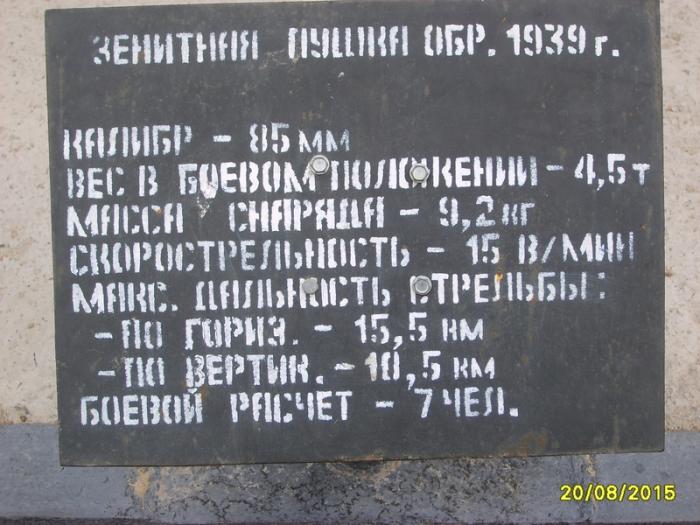 ЗЕНИТНАЯ ПУШКА ОБР. 1939 г.
КАЛИБР - 85 мм
ВЕС В БОЕВОМ ПОЛОЖЕНИИ - 4,5 т
МАССА СНАРЯДА - 9,2 кг
СКОРОСТРЕЛЬНОСТЬ - 15 В/МИН
МАКС. ДАЛЬНОСТЬ СТРЕЛЬБЫ:
- ПО ГОРИЗ. - 15,5 км
- ПО ВЕРТИК. - 10,5 км
БОЕВОЙ РАСЧЕТ - 7 ЧЕЛ.
20/08/2015